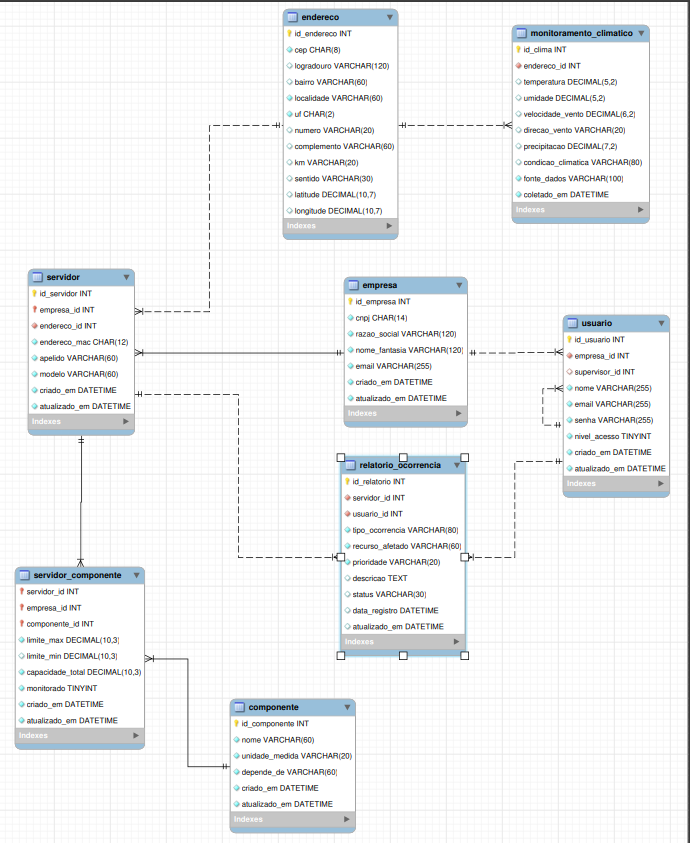 endereco
id_endereco INT
cep CHAR(8)
logradouro VARCHAR(120)
bairro VARCHAR(60)
localidade VARCHAR(60)
uf CHAR(2)
numero VARCHAR(20)
complemento VARCHAR(60)
km VARCHAR(20)
sentido VARCHAR(30)
latitude DECIMAL(10,7)
longitude DECIMAL(10,7)
Indexes
monitoramento_climatico
id_clima INT
endereco_id INT
temperatura DECIMAL(5,2)
umidade DECIMAL(5,2)
velocidade_vento DECIMAL(6,2)
direcao_vento VARCHAR(20)
precipitacao DECIMAL(7,2)
condicao_climatica VARCHAR(80)
fonte_dados VARCHAR(100)
coletado_em DATETIME
Indexes
servidor
id_servidor INT
empresa_id INT
endereco_id INT
endereco_mac CHAR(12)
apelido VARCHAR(60)
modelo VARCHAR(60)
criado_em DATETIME
atualizado_em DATETIME
Indexes
empresa
id_empresa INT
cnpj CHAR(14)
razao_social VARCHAR(120)
nome_fantasia VARCHAR(120)
email VARCHAR(255)
criado_em DATETIME
atualizado_em DATETIME
Indexes
usuario
id_usuario INT
empresa_id INT
supervisor_id INT
nome VARCHAR(255)
email VARCHAR(255)
senha VARCHAR(255)
nivel_acesso TINYINT
criado_em DATETIME
atualizado_em DATETIME
Indexes
relatorio_ocorrencia
id_relatorio INT
servidor_id INT
usuario_id INT
tipo_ocorrencia VARCHAR(80)
recurso_afetado VARCHAR(60)
prioridade VARCHAR(20)
descricao TEXT
status VARCHAR(30)
data_registro DATETIME
atualizado_em DATETIME
Indexes
servidor_componente
servidor_id INT
empresa_id INT
componente_id INT
limite_max DECIMAL(10,3)
limite_min DECIMAL(10,3)
capacidade_total DECIMAL(10,3)
monitorado TINYINT
criado_em DATETIME
atualizado_em DATETIME
Indexes
componente
id_componente INT
nome VARCHAR(60)
unidade_medida VARCHAR(20)
depende_de VARCHAR(60)
criado_em DATETIME
atualizado_em DATETIME
Indexes